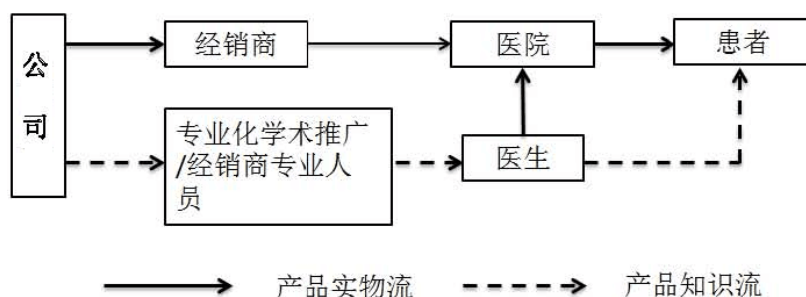 公
司
经销商
医院
患者
专业化学术推广
/经销商专业人
员
医生
产品实物流
产品知识流